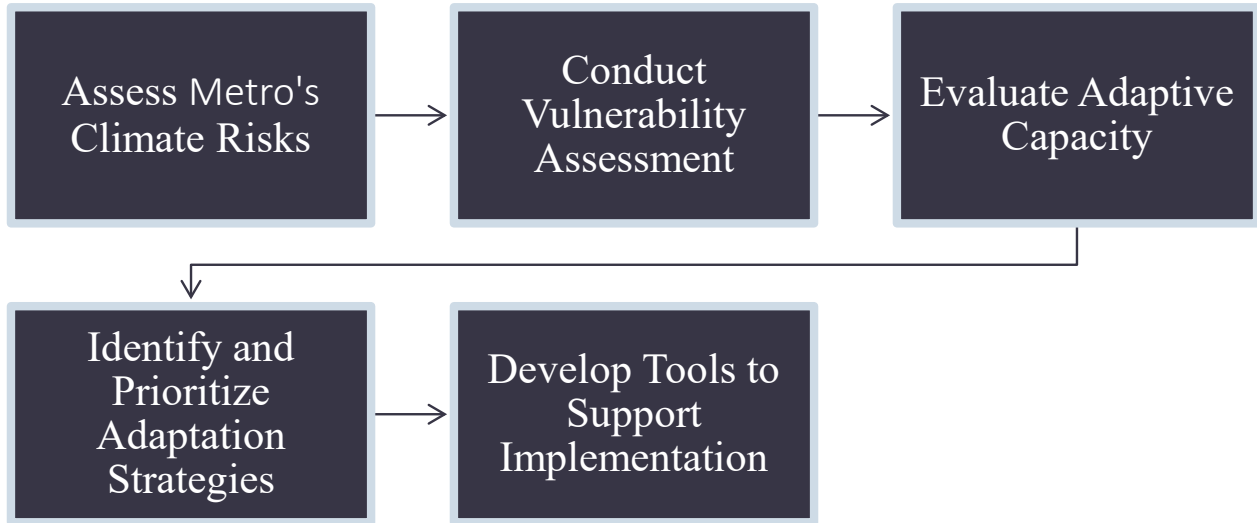 Assess Metro's
Climate Risks
Conduct
Vulnerability
Assessment
Evaluate Adaptive
Capacity
Identify and
Prioritize
Adaptation
Strategies
Develop Tools to
Support
Implementation